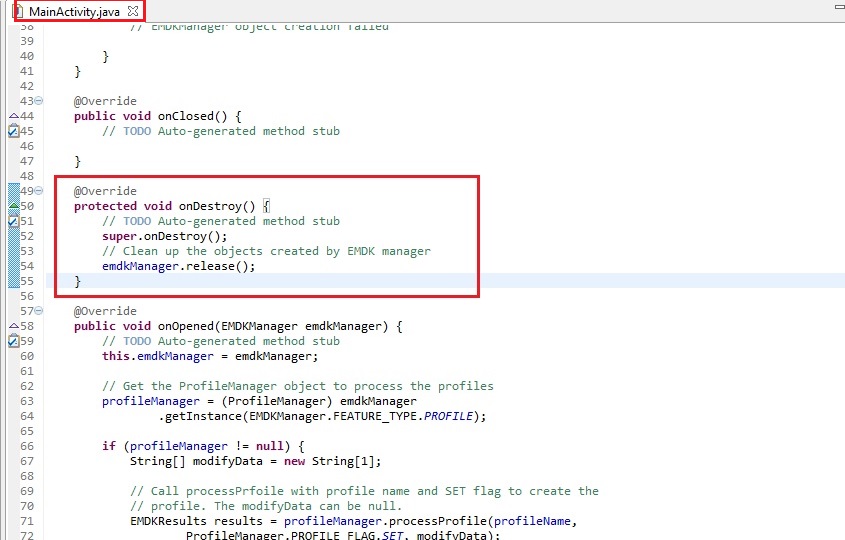 MainActivity.java
38 // EMDKManager object creation failed
39
40 }
41 }
42
43 @Override
44 public void onClosed() {
45 // TODO Auto-generated method stub
46
47 }
48
49 @Override
50 protected void onDestroy() {
51 // TODO Auto-generated method stub
52 super.onDestroy();
53 // Clean up the objects created by EMDK manager
54 emdkManager.release();
55 }
56
57 @Override
58 public void onOpened(EMDKManager emdkManager) {
59 // TODO Auto-generated method stub
60 this.emdkManager = emdkManager;
61
62 // Get the ProfileManager object to process the profiles
63 profileManager = (ProfileManager) emdkManager
64 .getInstance(EMDKManager.FEATURE_TYPE.PROFILE);
65
66 if (profileManager != null) {
67 String[] modifyData = new String[1];
68
69 // Call processPrfoile with profile name and SET flag to create the
70 // profile. The modifyData can be null.
71 EMDKResults results = profileManager.processProfile(profileName,
72 ProfileManager.PROFILE_FLAG.SET, modifyData);